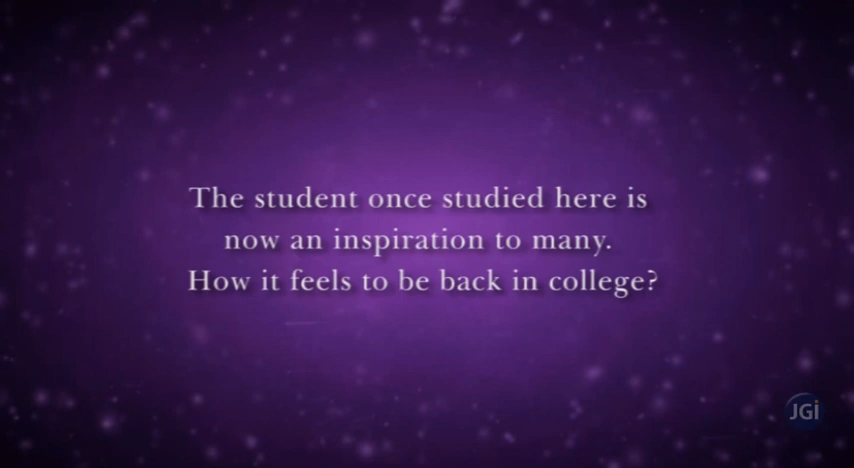 The student once studied here is
now an inspiration to many.
How it feels to be back in college?
JGi